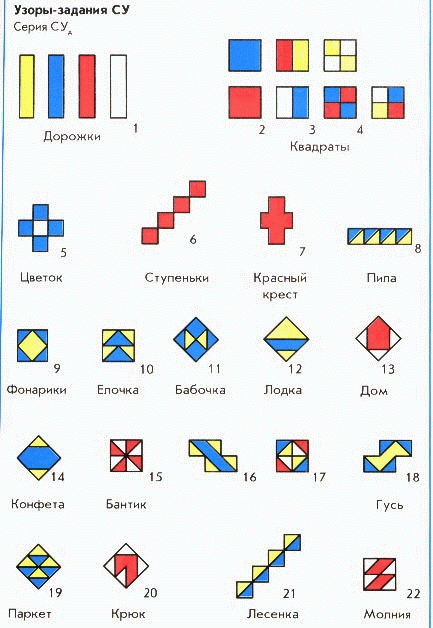 Узоры-задания СУ
Серия СУд
1
Дорожки
2
3
4
Квадраты
5
6
7
8
Цветок
Ступеньки
Красный крест
Пила
9
10
11
12
13
Фонарики
Елочка
Бабочка
Лодка
Дом
14
15
16
17
18
Конфета
Бантик
Гусь
19
20
21
22
Паркет
Крюк
Лесенка
Молния